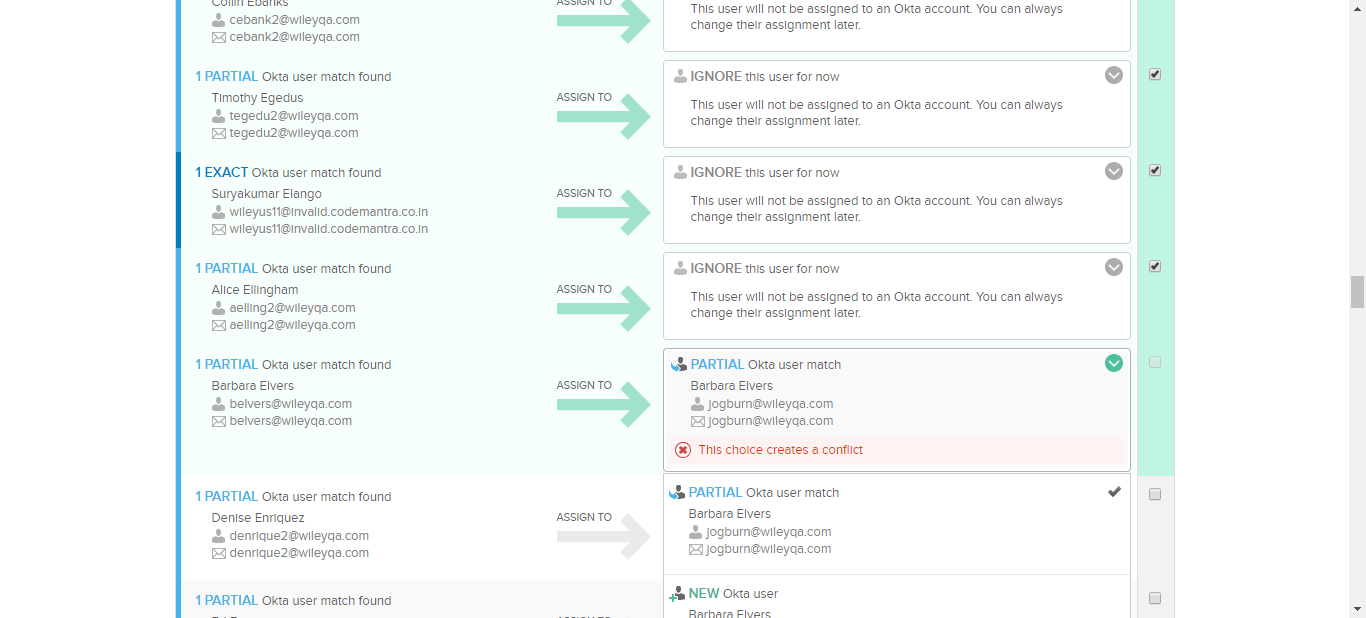 Collin Ebanks
cebank2@wileyqa.com
cebank2@wileyqa.com
ASSIGN TO
This user will not be assigned to an Okta account. You can always
change their assignment later.
1 PARTIAL Okta user match found
Timothy Egedus
tegedu2@wileyqa.com
tegedu2@wileyqa.com
ASSIGN TO
IGNORE this user for now
This user will not be assigned to an Okta account. You can always
change their assignment later.
1 EXACT Okta user match found
Suryakumar Elango
wileyus11@invalid.codemantra.co.in
wileyus11@invalid.codemantra.co.in
ASSIGN TO
IGNORE this user for now
This user will not be assigned to an Okta account. You can always
change their assignment later.
1 PARTIAL Okta user match found
Alice Ellingham
aelling2@wileyqa.com
aelling2@wileyqa.com
ASSIGN TO
IGNORE this user for now
This user will not be assigned to an Okta account. You can always
change their assignment later.
1 PARTIAL Okta user match found
Barbara Elvers
belvers@wileyqa.com
belvers@wileyqa.com
ASSIGN TO
PARTIAL Okta user match
Barbara Elvers
jogburn@wileyqa.com
jogburn@wileyqa.com
This choice creates a conflict
1 PARTIAL Okta user match found
Denise Enriquez
denrique2@wileyqa.com
denrique2@wileyqa.com
ASSIGN TO
PARTIAL Okta user match
Barbara Elvers
jogburn@wileyqa.com
jogburn@wileyqa.com
1 PARTIAL Okta user match found
ASSIGN TO
NEW Okta user
Barbara Elvers